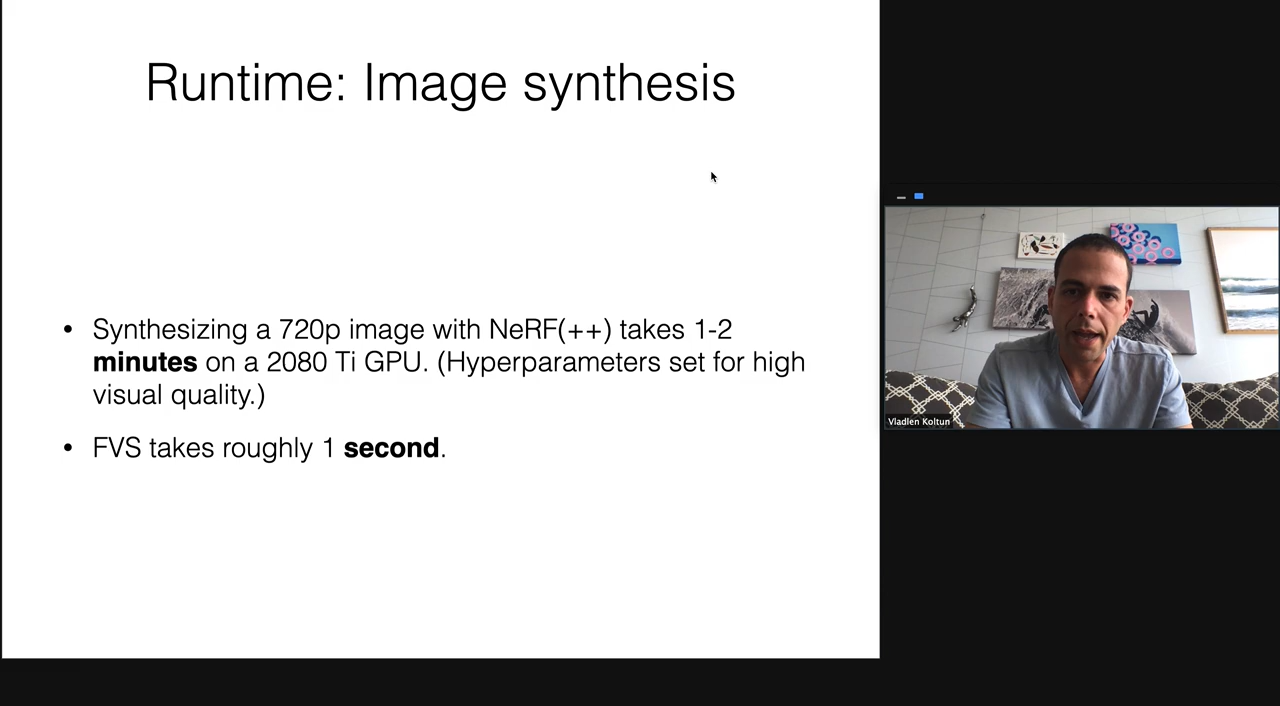 Runtime: Image synthesis
• Synthesizing a 720p image with NeRF(++) takes 1-2
minutes on a 2080 Ti GPU. (Hyperparameters set for high
visual quality.)
• FVS takes roughly 1 second.
Vladlen Koltun